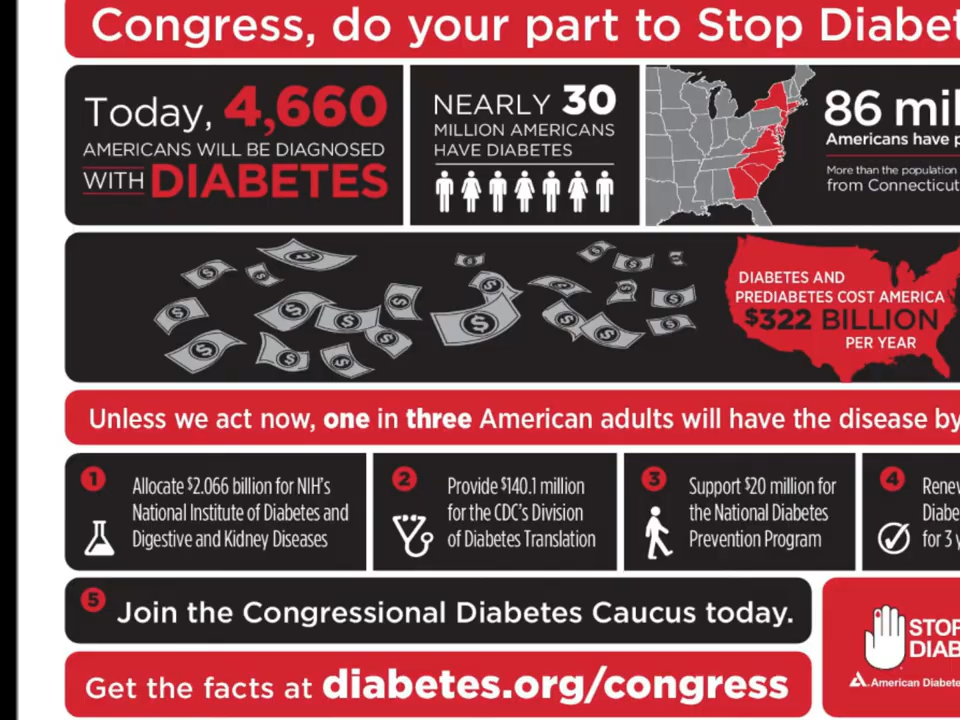 Congress, do your part to Stop Diabet
Today, 4,660
AMERICANS WILL BE DIAGNOSED
WITH DIABETES
NEARLY 30
MILLION AMERICANS
HAVE DIABETES
86 mil
Americans have p
More than the population
from Connecticut
DIABETES AND
PREDIABETES COST AMERICA
$322 BILLION
PER YEAR
Unless we act now, one in three American adults will have the disease by
1
Allocate $2.066 billion for NIH's
National Institute of Diabetes and
Digestive and Kidney Diseases
2
Provide $140.1 million
for the CDC's Division
of Diabetes Translation
3
Support $20 million for
the National Diabetes
Prevention Program
4
Renew
Diabe
for 3 y
5
Join the Congressional Diabetes Caucus today.
Get the facts at diabetes.org/congress
STOP
DIAB
American Diabete